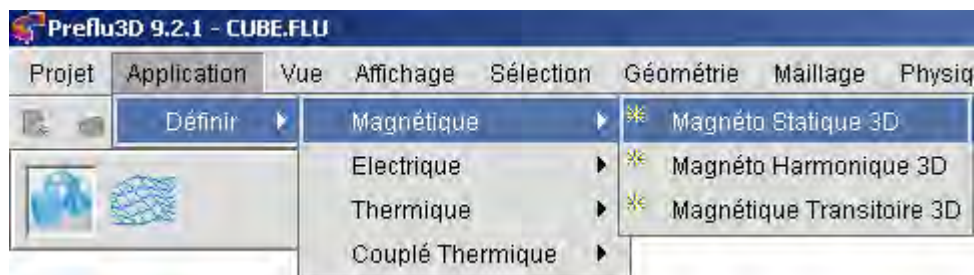 Preflu3D 9.2.1 - CUBE.FLU
Projet Application Vue Affichage Sélection Géométrie Maillage Physiq
Définir Magnétique Magnéto Statique 3D
Electrique Magnéto Harmonique 3D
Thermique Magnétique Transitoire 3D
Couplé Thermique